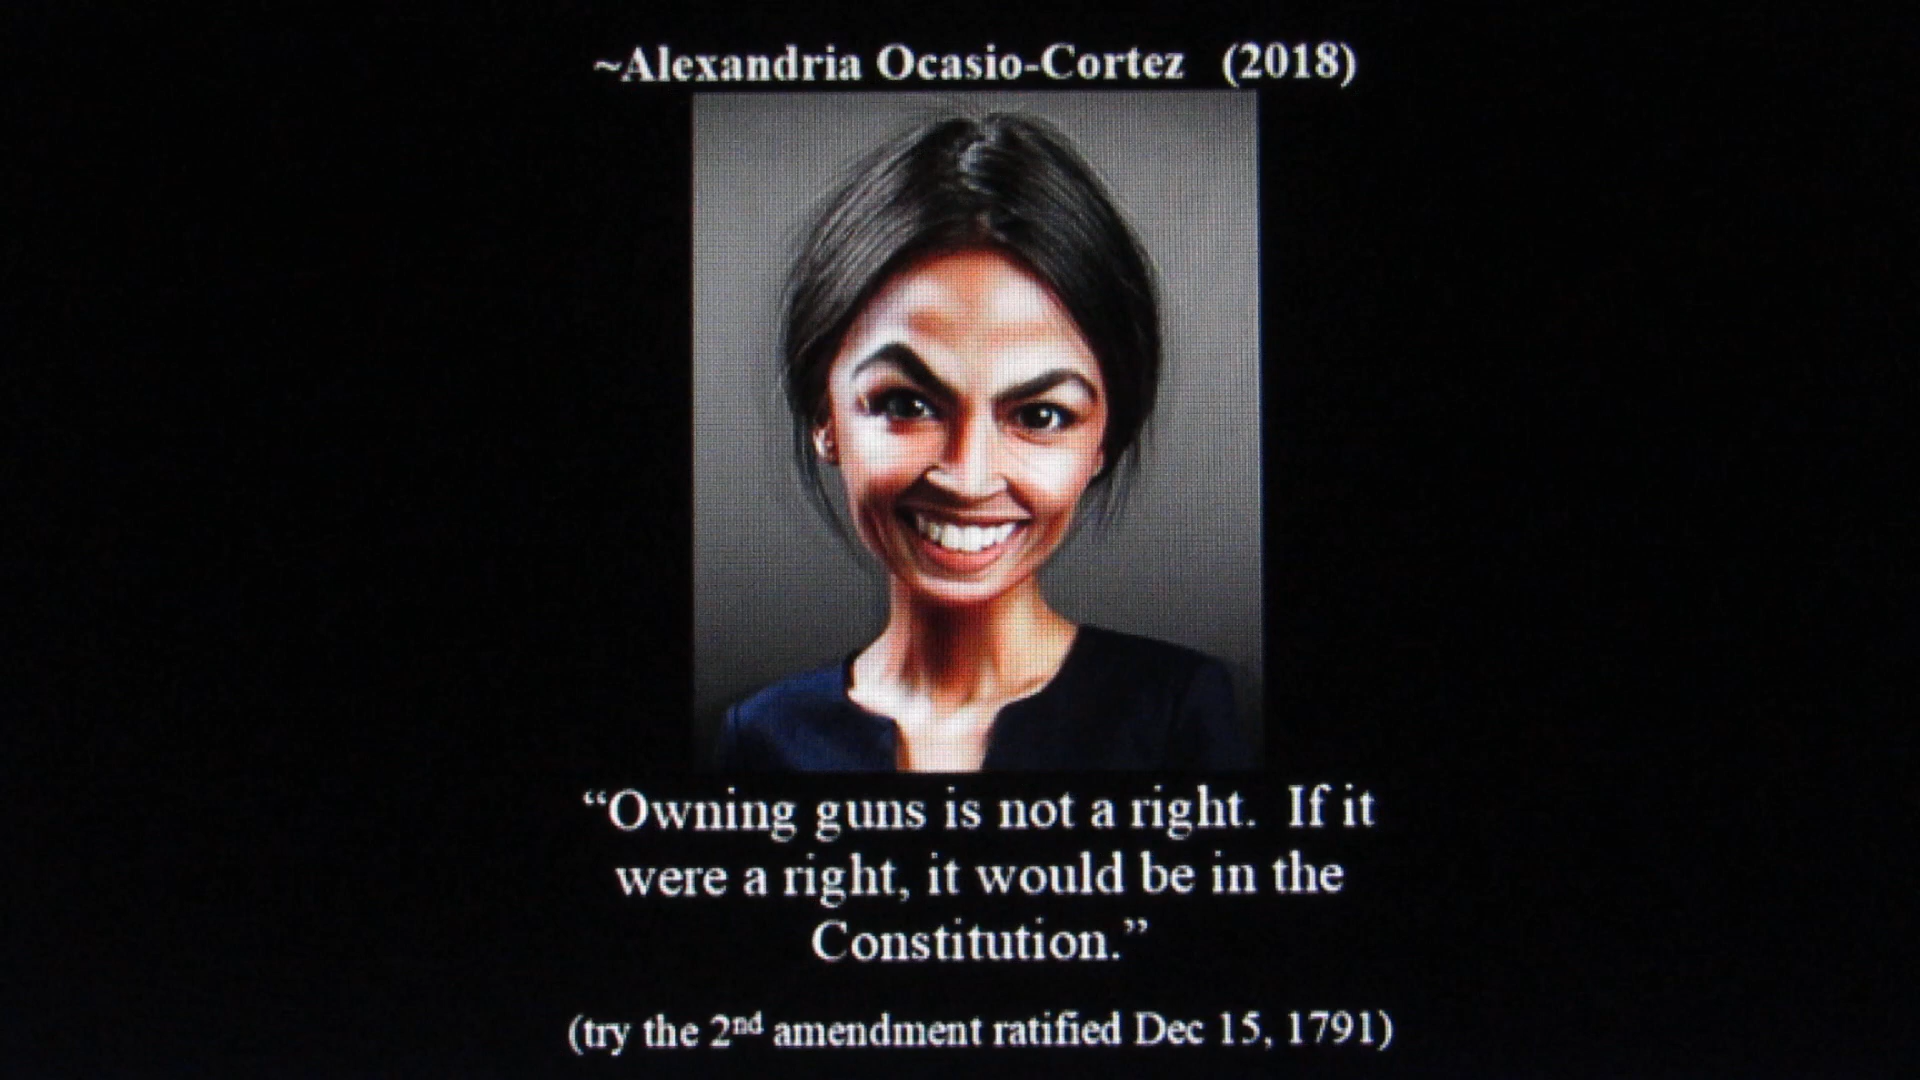 ~Alexandria Ocasio-Cortez (2018)
“Owning guns is not a right. If it
were a right, it would be in the
Constitution.”
(try the 2nd amendment ratified Dec 15, 1791)